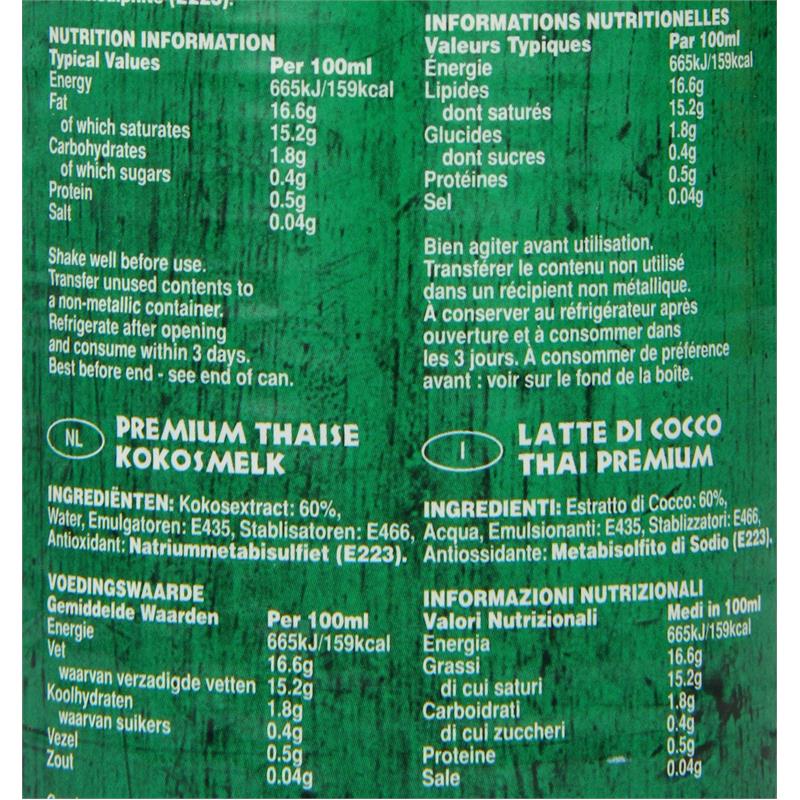 NUTRITION INFORMATION
Typical Values Per 100ml
Energy 665kJ/159kcal
Fat 16.6g
of which saturates 15.2g
Carbohydrates 1.8g
of which sugars 0.4g
Protein 0.5g
Salt 0.04g
Shake well before use.
Transfer unused contents to
a non-metallic container.
Refrigerate after opening
and consume within 3 days.
Best before end - see end of can.
INFORMATIONS NUTRITIONELLES
Valeurs Typiques Par 100ml
Énergie 665kJ/159kcal
Lipides 16.6g
dont saturés 15.2g
Glucides 1.8g
dont sucres 0.4g
Protéines 0.5g
Sel 0.04g
Bien agiter avant utilisation.
Transférer le contenu non utilisé
dans un récipient non métallique.
À conserver au réfrigérateur après
ouverture et à consommer dans
les 3 jours. À consommer de préférence
avant : voir sur le fond de la boîte.
NL PREMIUM THAISE
KOKOSMELK
INGREDIËNTEN: Kokosextract: 60%,
Water, Emulgatoren: E435, Stablisatoren: E466,
Antioxidant: Natriummetabisulfiet (E223).
VOEDINGSWAARDE
Gemiddelde Waarden Per 100ml
Energie 665kJ/159kcal
Vet 16.6g
waarvan verzadigde vetten 15.2g
Koolhydraten 1.8g
waarvan suikers 0.4g
Vezel 0.5g
Zout 0.04g
I LATTE DI COCCO
THAI PREMIUM
INGREDIENTI: Estratto di Cocco: 60%,
Acqua, Emulsionanti: E435, Stablizzatori: E466,
Antiossidante: Metabisolfito di Sodio (E223).
INFORMAZIONI NUTRIZIONALI
Valori Nutrizionali Medi in 100ml
Energia 665kJ/159kcal
Grassi 16.6g
di cui saturi 15.2g
Carboidrati 1.8g
di cui zuccheri 0.4g
Proteine 0.5g
Sale 0.04g